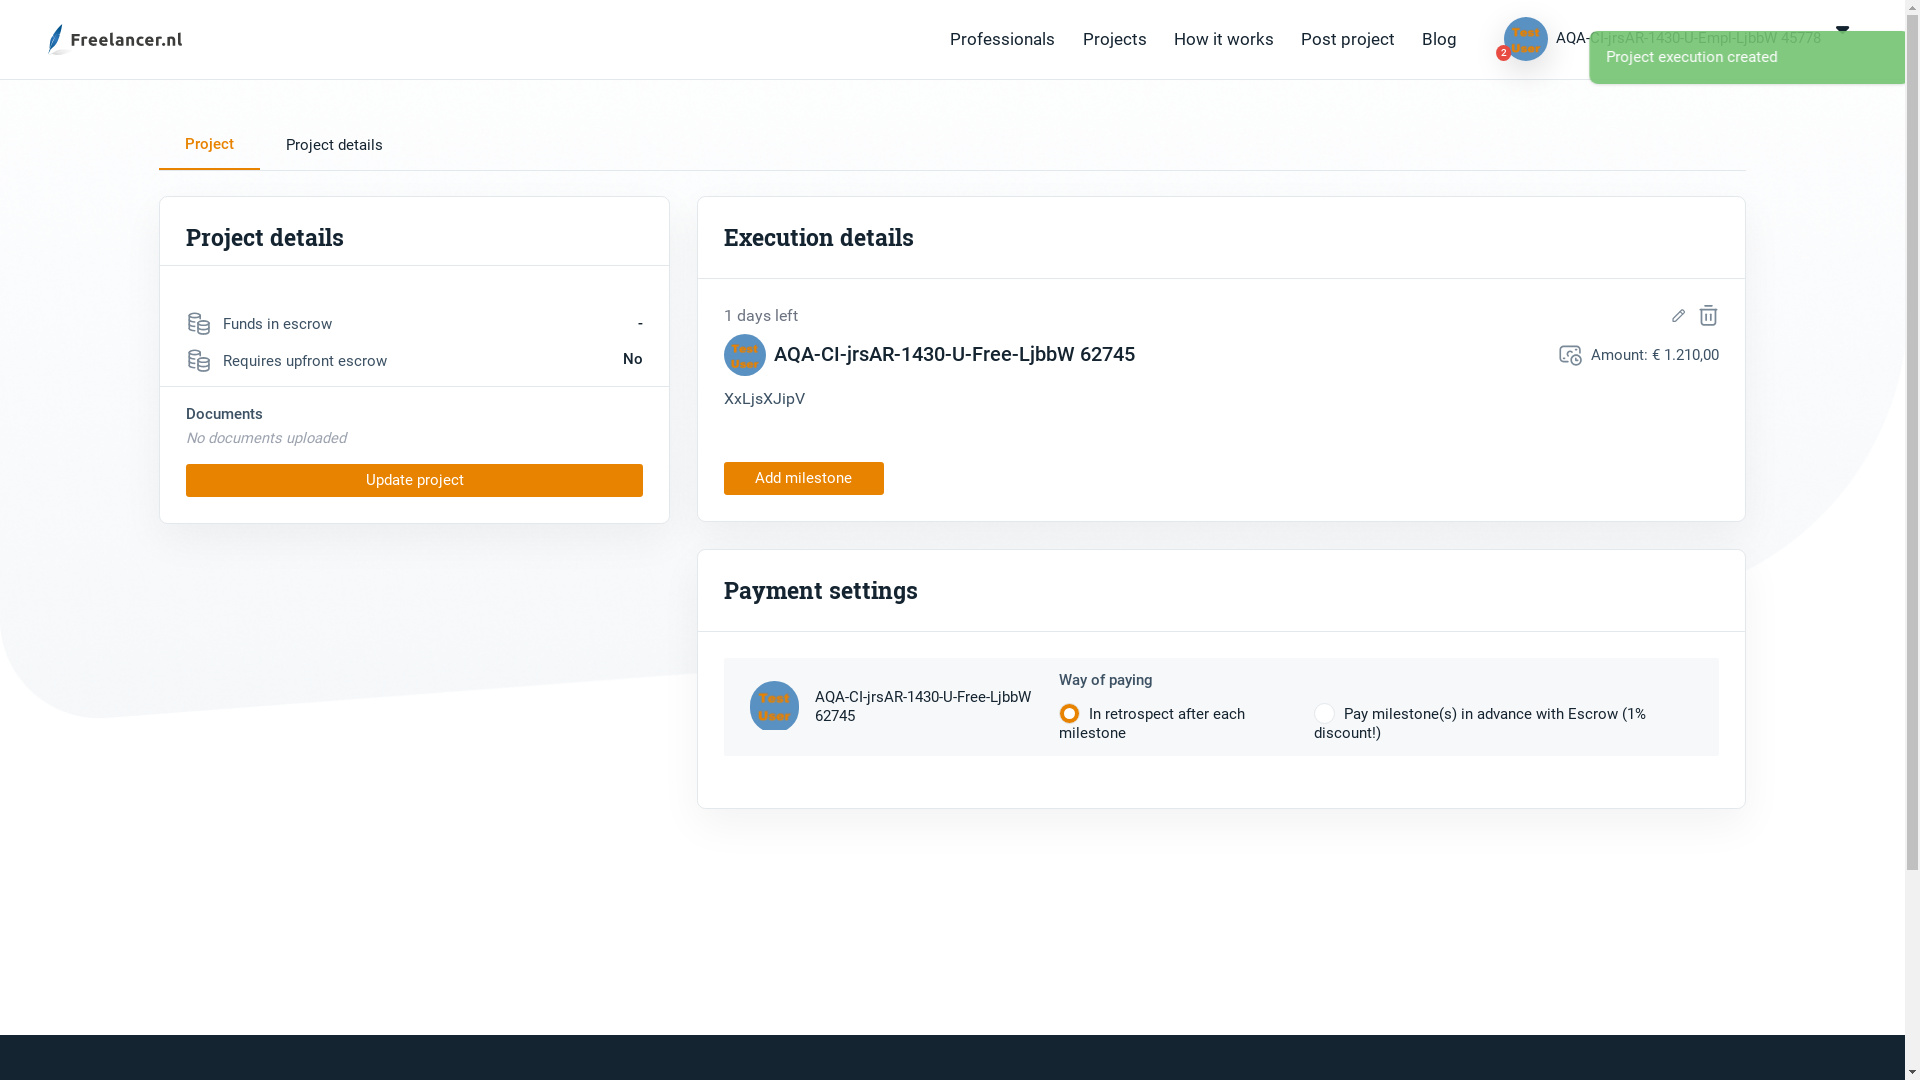 Freelancer.nl
Professionals
Projects
How it works
Post project
Blog
Test User
2
AQA-CI-jrsAR-1430-U-Empl-LjbbW 45778
Project execution created
Project
Project details
Project details
Funds in escrow
-
Requires upfront escrow
No
Documents
No documents uploaded
Update project
Execution details
1 days left
Test User
AQA-CI-jrsAR-1430-U-Free-LjbbW 62745
Amount: € 1.210,00
XxLjsXJipV
Add milestone
Payment settings
Test User
AQA-CI-jrsAR-1430-U-Free-LjbbW
62745
Way of paying
In retrospect after each
milestone
Pay milestone(s) in advance with Escrow (1%
discount!)